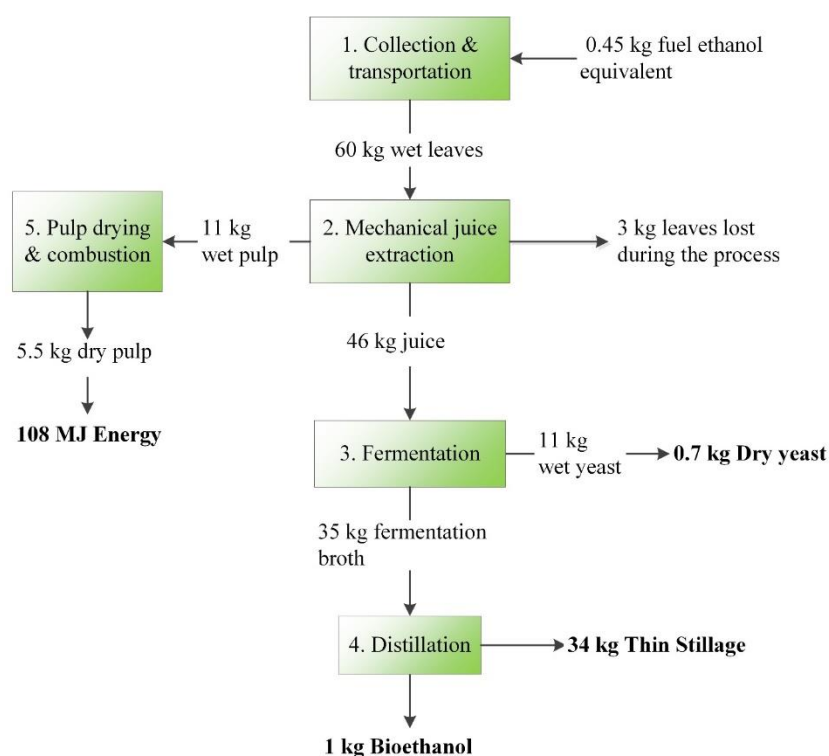 1. Collection &
transportation
0.45 kg fuel ethanol
equivalent
60 kg wet leaves
5. Pulp drying
& combustion
11 kg
wet pulp
2. Mechanical juice
extraction
3 kg leaves lost
during the process
5.5 kg dry pulp
46 kg juice
108 MJ Energy
3. Fermentation
11 kg
wet yeast
0.7 kg Dry yeast
35 kg fermentation
broth
4. Distillation
34 kg Thin Stillage
1 kg Bioethanol